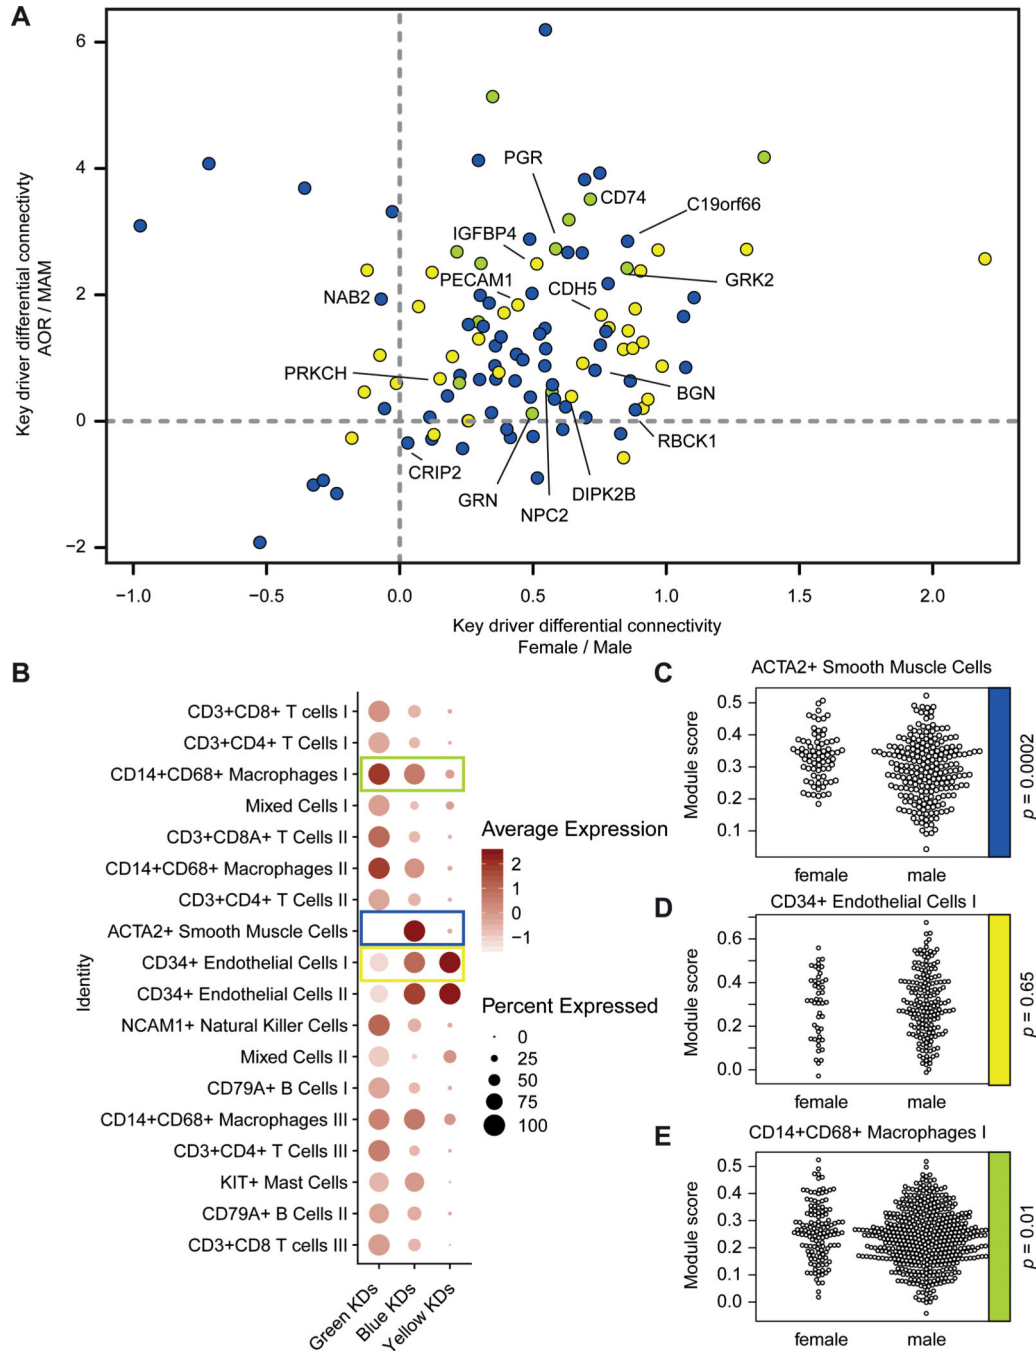 A
Key driver differential connectivity
AOR / MAM
6
4
2
0
−2
PGR
CD74
C19orf66
IGFBP4
GRK2
PECAM1
CDH5
NAB2
PRKCH
BGN
RBCK1
CRIP2
GRN
NPC2
DIPK2B
−1.0
−0.5
0.0
0.5
1.0
1.5
2.0
Key driver differential connectivity
Female / Male
B
Identity
CD3+CD8+ T cells I
CD3+CD4+ T Cells I
CD14+CD68+ Macrophages I
Mixed Cells I
CD3+CD8A+ T Cells II
CD14+CD68+ Macrophages II
CD3+CD4+ T Cells II
ACTA2+ Smooth Muscle Cells
CD34+ Endothelial Cells I
CD34+ Endothelial Cells II
NCAM1+ Natural Killer Cells
Mixed Cells II
CD79A+ B Cells I
CD14+CD68+ Macrophages III
CD3+CD4+ T Cells III
KIT+ Mast Cells
CD79A+ B Cells II
CD3+CD8 T cells III
Green KDs
Blue KDs
Yellow KDs
Average Expression
2
1
0
−1
Percent Expressed
0
25
50
75
100
C
ACTA2+ Smooth Muscle Cells
Module score
0.5
0.4
0.3
0.2
0.1
female
male
p = 0.0002
D
CD34+ Endothelial Cells I
Module score
0.6
0.4
0.2
0.0
female
male
p = 0.65
E
CD14+CD68+ Macrophages I
Module score
0.5
0.4
0.3
0.2
0.1
0.0
female
male
p = 0.01